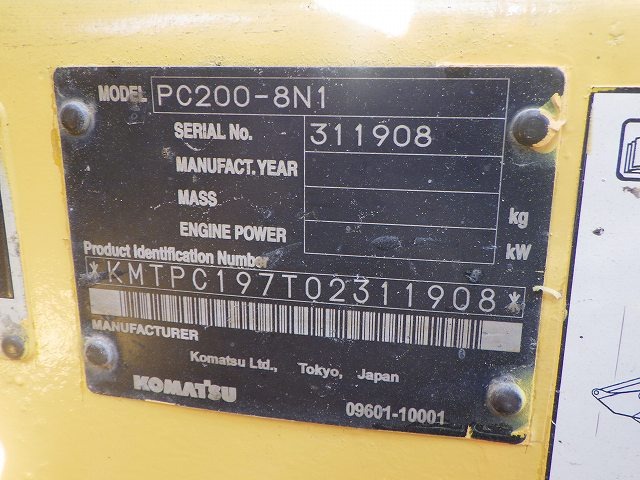 MODEL PC200-8N1
SERIAL No. 311908
MANUFACT. YEAR
MASS kg
ENGINE POWER kW
Product Identification Number
*KMTPC197T02311908*
MANUFACTURER
Komatsu Ltd., Tokyo, Japan
KOMATSU
09601-10001